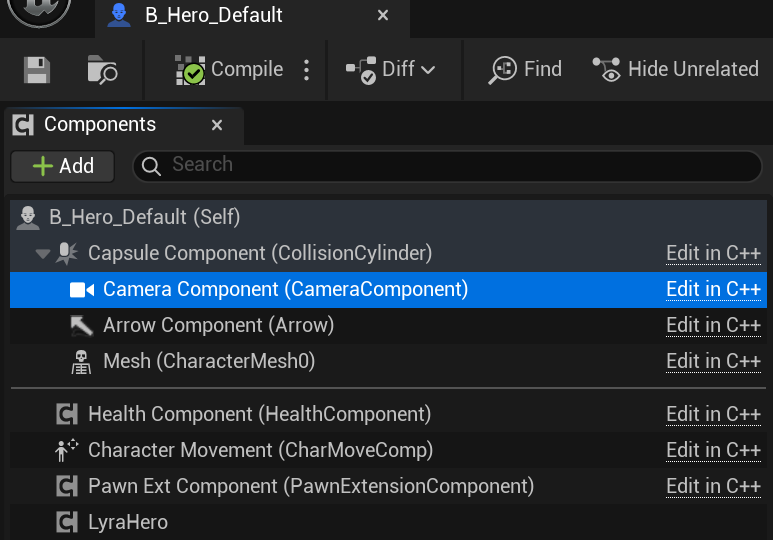 B_Hero_Default
Compile Diff Find Hide Unrelated
Components
Add Search
B_Hero_Default (Self)
Capsule Component (CollisionCylinder) Edit in C++
Camera Component (CameraComponent) Edit in C++
Arrow Component (Arrow) Edit in C++
Mesh (CharacterMesh0) Edit in C++
Health Component (HealthComponent) Edit in C++
Character Movement (CharMoveComp) Edit in C++
Pawn Ext Component (PawnExtensionComponent) Edit in C++
LyraHero